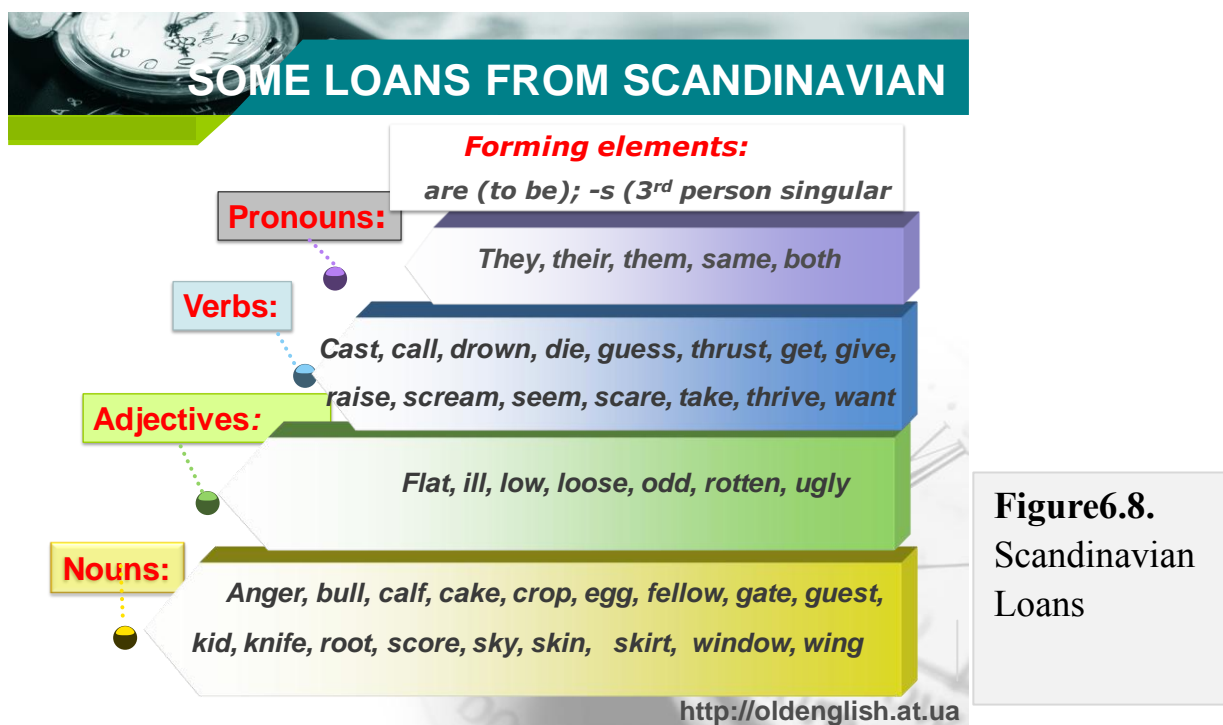 SOME LOANS FROM SCANDINAVIAN
Forming elements:
are (to be); -s (3rd person singular
Pronouns:
They, their, them, same, both
Verbs:
Cast, call, drown, die, guess, thrust, get, give,
raise, scream, seem, scare, take, thrive, want
Adjectives:
Flat, ill, low, loose, odd, rotten, ugly
Nouns:
Anger, bull, calf, cake, crop, egg, fellow, gate, guest,
kid, knife, root, score, sky, skin, skirt, window, wing
http://oldenglish.at.ua
Figure6.8.
Scandinavian
Loans